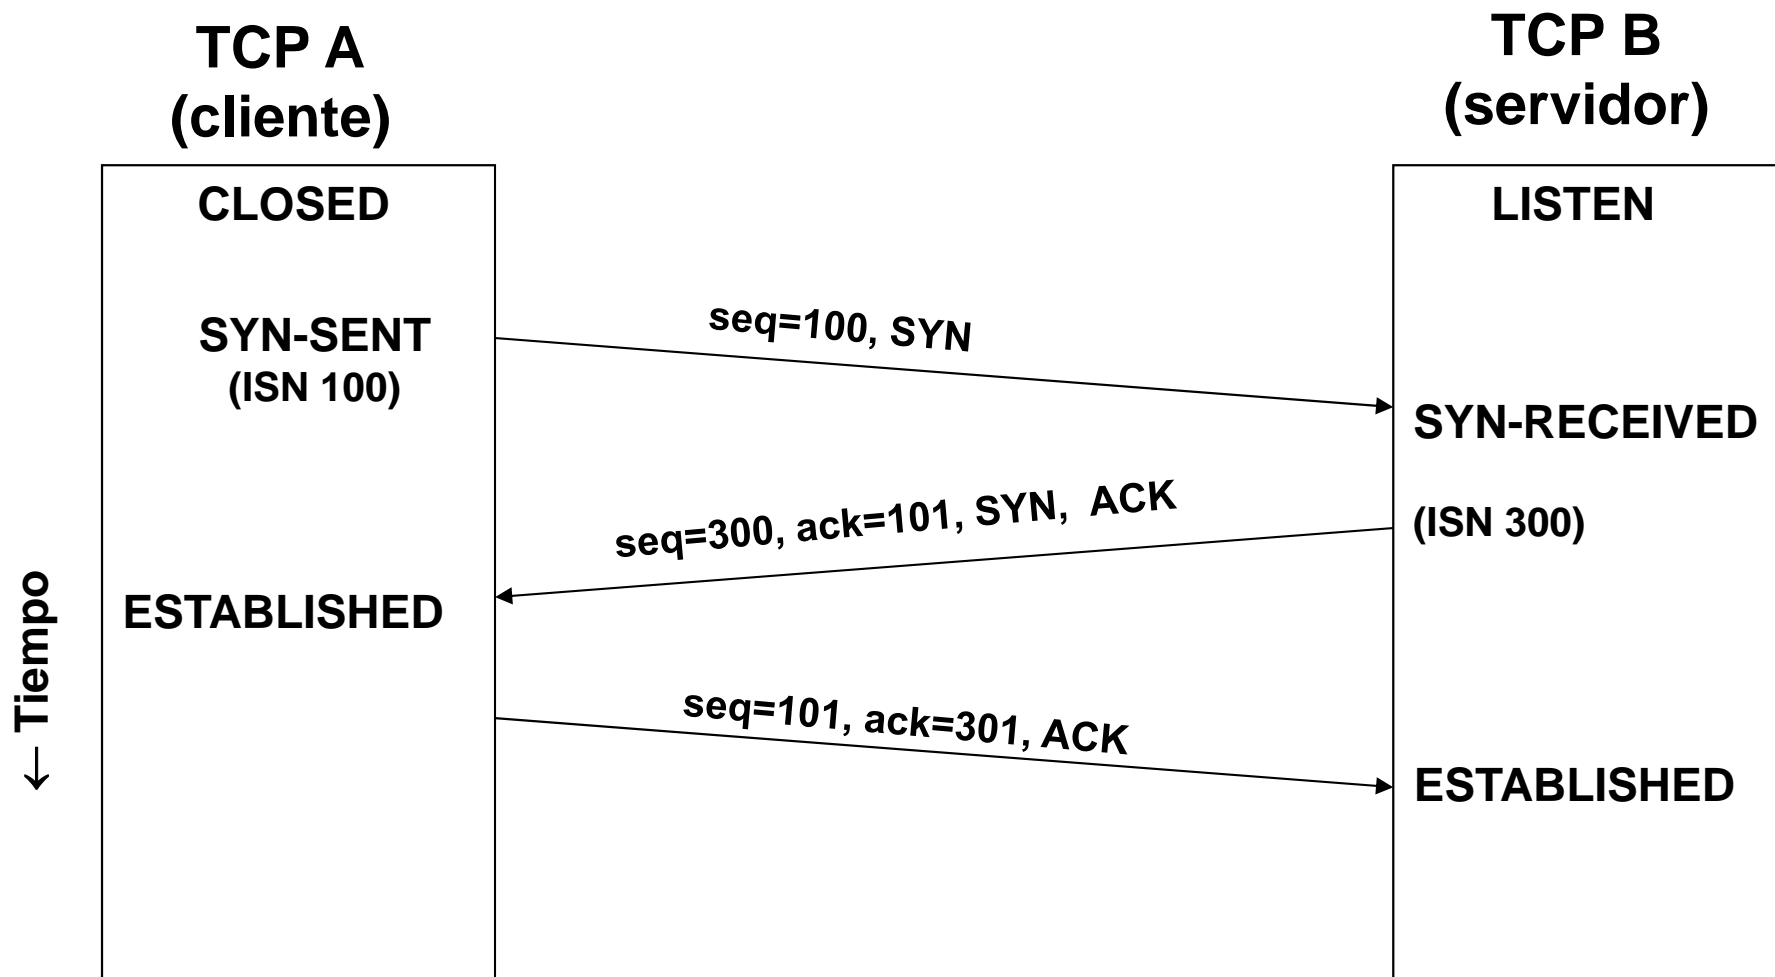 TCP A
(cliente)
TCP B
(servidor)
CLOSED
LISTEN
seq=100, SYN
SYN-SENT
(ISN 100)
SYN-RECEIVED
seq=300, ack=101, SYN,  ACK
(ISN 300)
ESTABLISHED
← Tiempo
seq=101, ack=301, ACK
ESTABLISHED